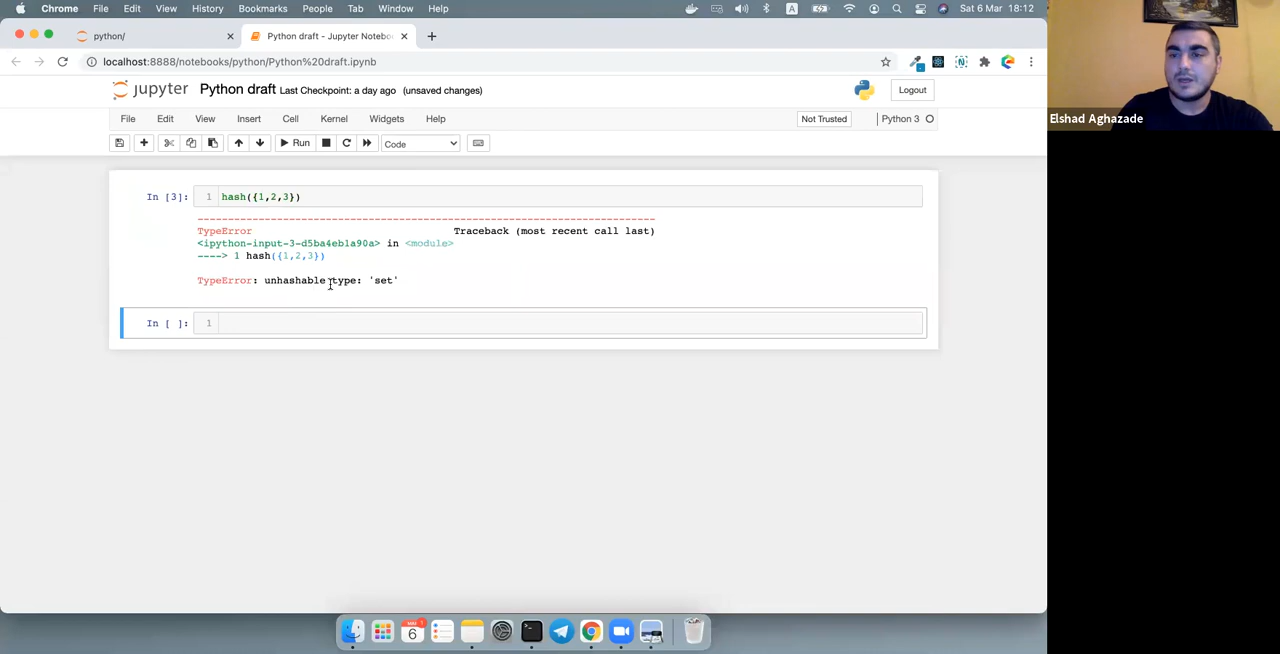 Chrome File Edit View History Bookmarks People Tab Window Help A Sat 6 Mar 18:12
python/ Python draft - Jupyter Notebo
localhost:8888/notebooks/python/Python%20draft.ipynb
jupyter Python draft Last Checkpoint: a day ago (unsaved changes) Logout
File Edit View Insert Cell Kernel Widgets Help Not Trusted Python 3
Run Code
In [3]: 1 hash({1,2,3})
---------------------------------------------------------------------------
TypeError Traceback (most recent call last)
<ipython-input-3-d5ba4eb1a90a> in <module>
----> 1 hash({1,2,3})
TypeError: unhashable type: 'set'
In [ ]: 1
Elshad Aghazade
6